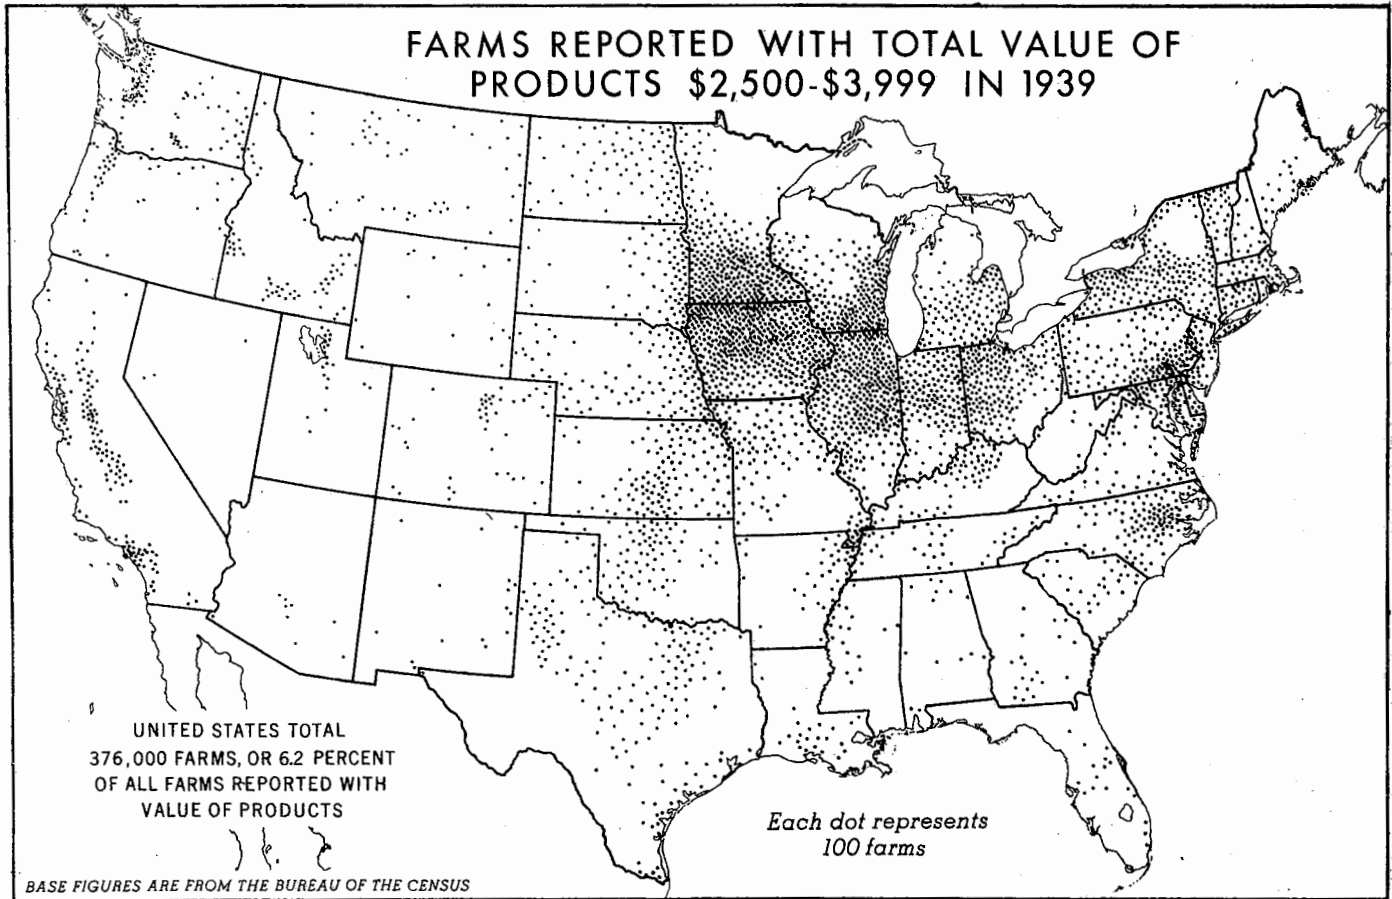 FARMS REPORTED WITH TOTAL VALUE OF
PRODUCTS $2,500-$3,999 IN 1939
UNITED STATES TOTAL
376,000 FARMS, OR 6.2 PERCENT
OF ALL FARMS REPORTED WITH
VALUE OF PRODUCTS
Each dot represents
100 farms
BASE FIGURES ARE FROM THE BUREAU OF THE CENSUS